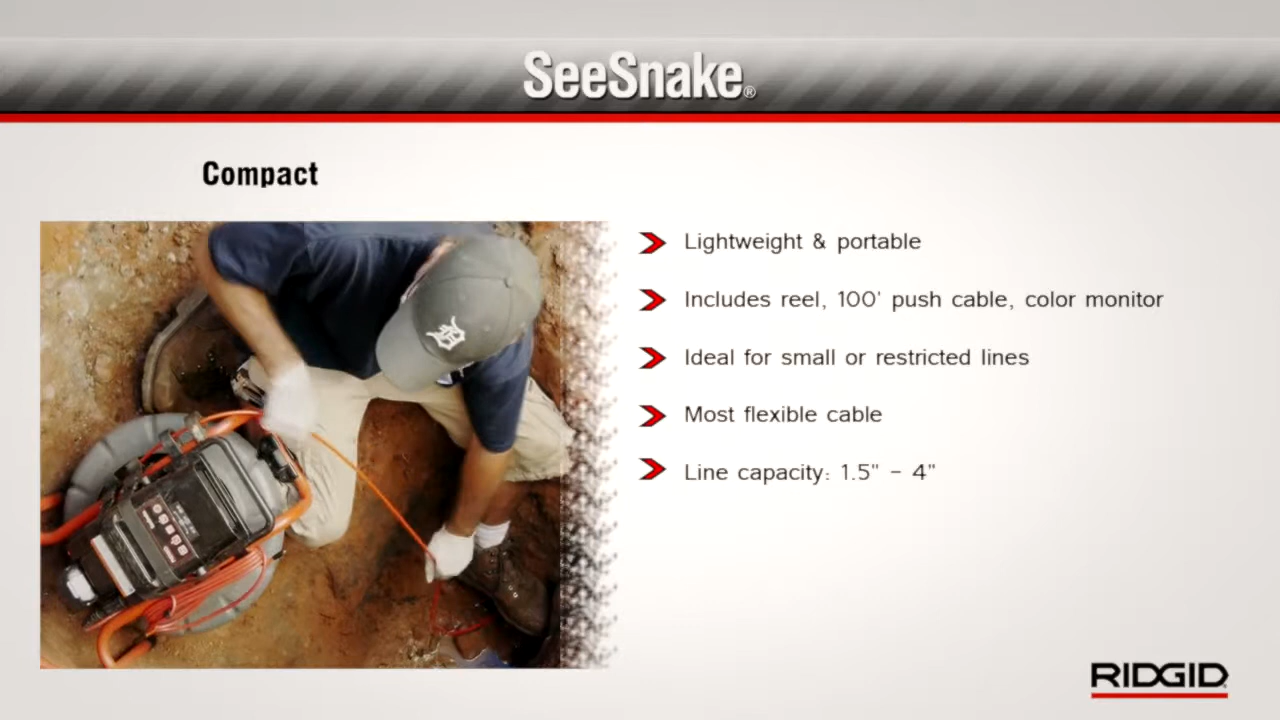 SeeSnake®
Compact
Lightweight & portable
Includes reel, 100' push cable, color monitor
Ideal for small or restricted lines
Most flexible cable
Line capacity: 1.5" – 4"
RIDGID